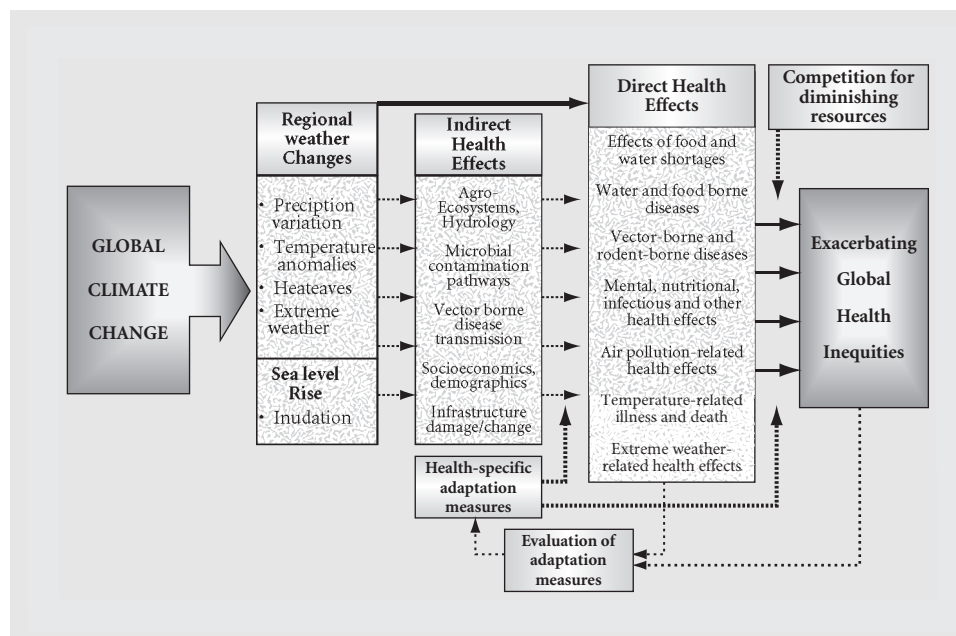 GLOBAL
CLIMATE
CHANGE
Regional
weather
Changes
· Preciption
variation
· Temperature
anomalies
· Heateaves
· Extreme
weather
Sea level
Rise
· Inudation
Indirect
Health
Effects
Agro-
Ecosystems,
Hydrology
Microbial
contamination
pathways
Vector borne
disease
transmission
Socioeconomics,
demographics
Infrastructure
damage/change
Health-specific
adaptation
measures
Evaluation of
adaptation
measures
Direct Health
Effects
Effects of food and
water shortages
Water and food borne
diseases
Vector-borne and
rodent-borne diseases
Mental, nutritional,
infectious and other
health effects
Air pollution-related
health effects
Temperature-related
illness and death
Extreme weather-
related health effects
Competition for
diminishing
resources
Exacerbating
Global
Health
Inequities